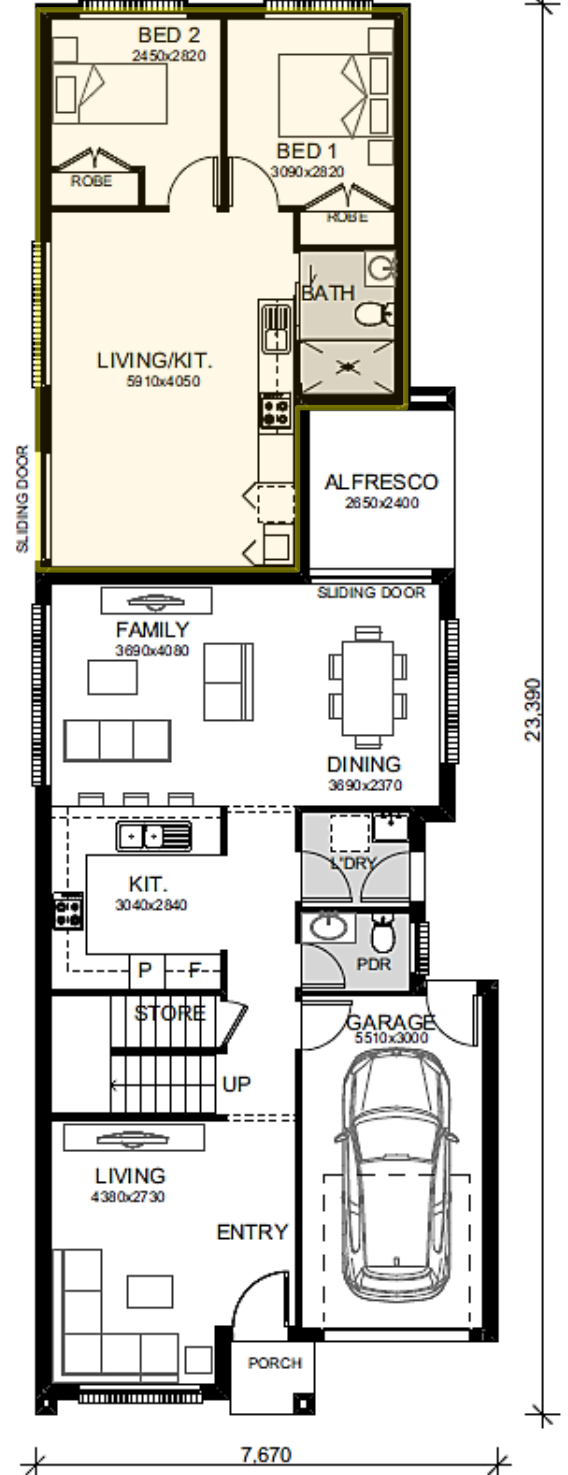 BED 2
2450x2820
BED 1
3090x2820
ROBE
ROBE
BATH
LIVING/KIT.
5910x4050
SLIDING DOOR
ALFRESCO
2650x2400
SLIDING DOOR
FAMILY
3690x4080
23,390
DINING
3690x2370
L'DRY
KIT.
3040x2840
P
F
PDR
STORE
GARAGE
5510x3000
UP
LIVING
4380x2730
ENTRY
PORCH
7,670